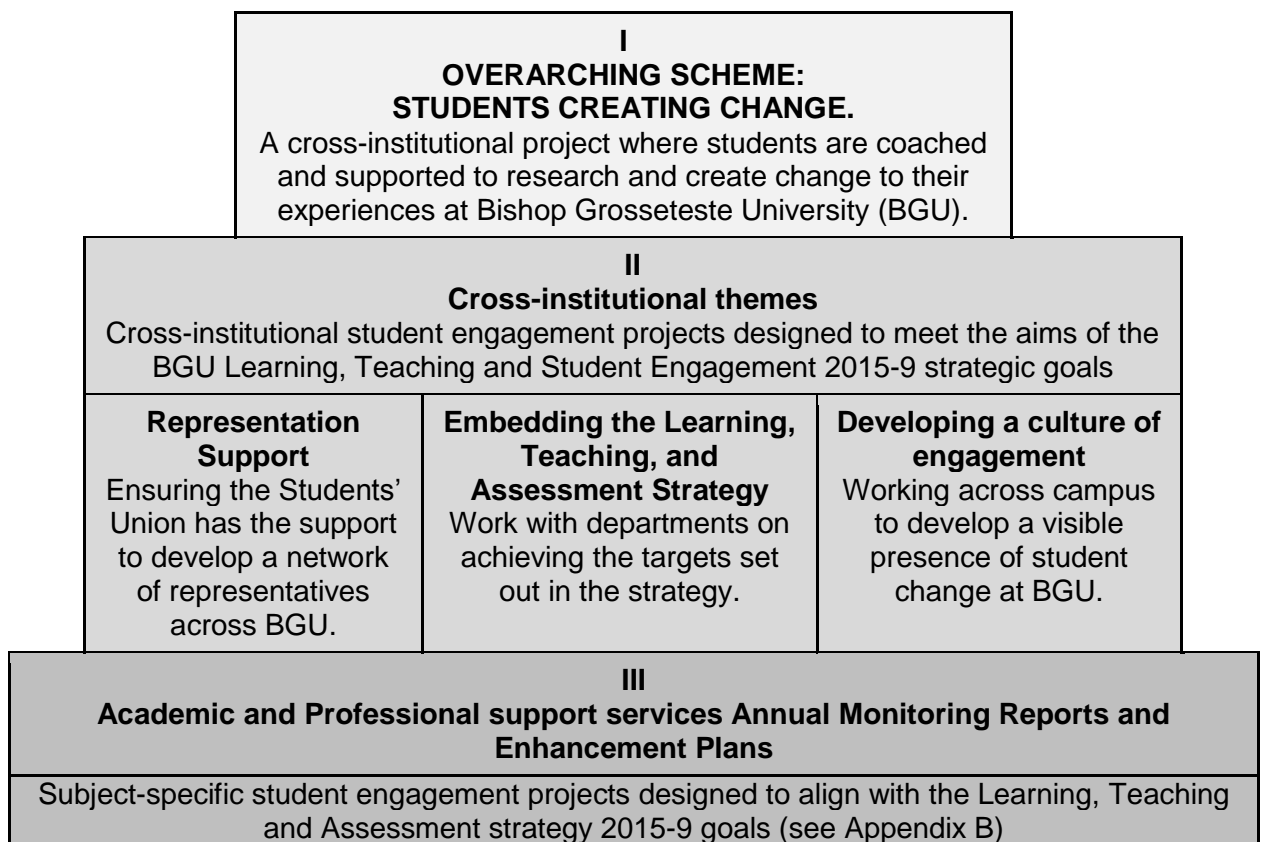 I
OVERARCHING SCHEME:
STUDENTS CREATING CHANGE.
A cross-institutional project where students are coached
and supported to research and create change to their
experiences at Bishop Grosseteste University (BGU).
II
Cross-institutional themes
Cross-institutional student engagement projects designed to meet the aims of the
BGU Learning, Teaching and Student Engagement 2015-9 strategic goals
Representation
Support
Ensuring the Students’
Union has the support
to develop a network
of representatives
across BGU.
Embedding the Learning,
Teaching, and
Assessment Strategy
Work with departments on
achieving the targets set
out in the strategy.
Developing a culture of
engagement
Working across campus
to develop a visible
presence of student
change at BGU.
III
Academic and Professional support services Annual Monitoring Reports and
Enhancement Plans
Subject-specific student engagement projects designed to align with the Learning, Teaching
and Assessment strategy 2015-9 goals (see Appendix B)